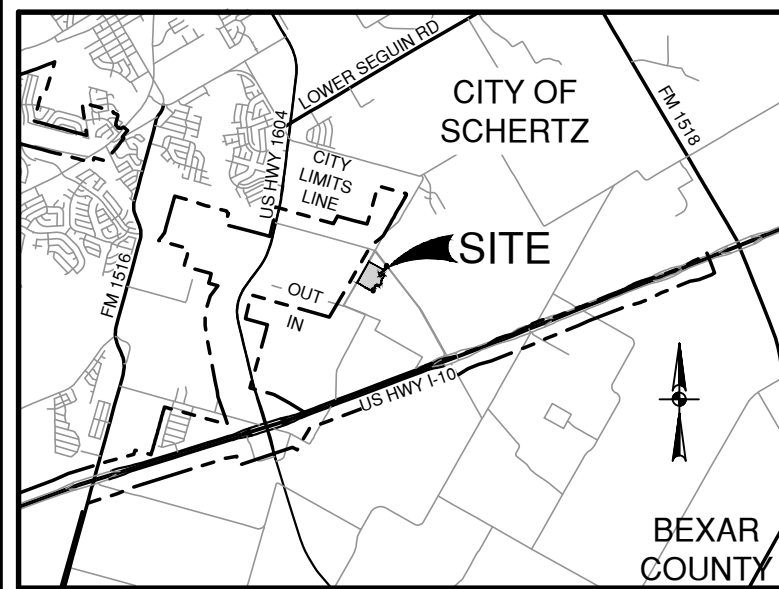 LOWER SEGUIN RD
CITY OF
SCHERTZ
FM 1518
US HWY 1604
CITY
LIMITS
LINE
SITE
FM 1516
OUT
IN
US HWY I-10
BEXAR
COUNTY